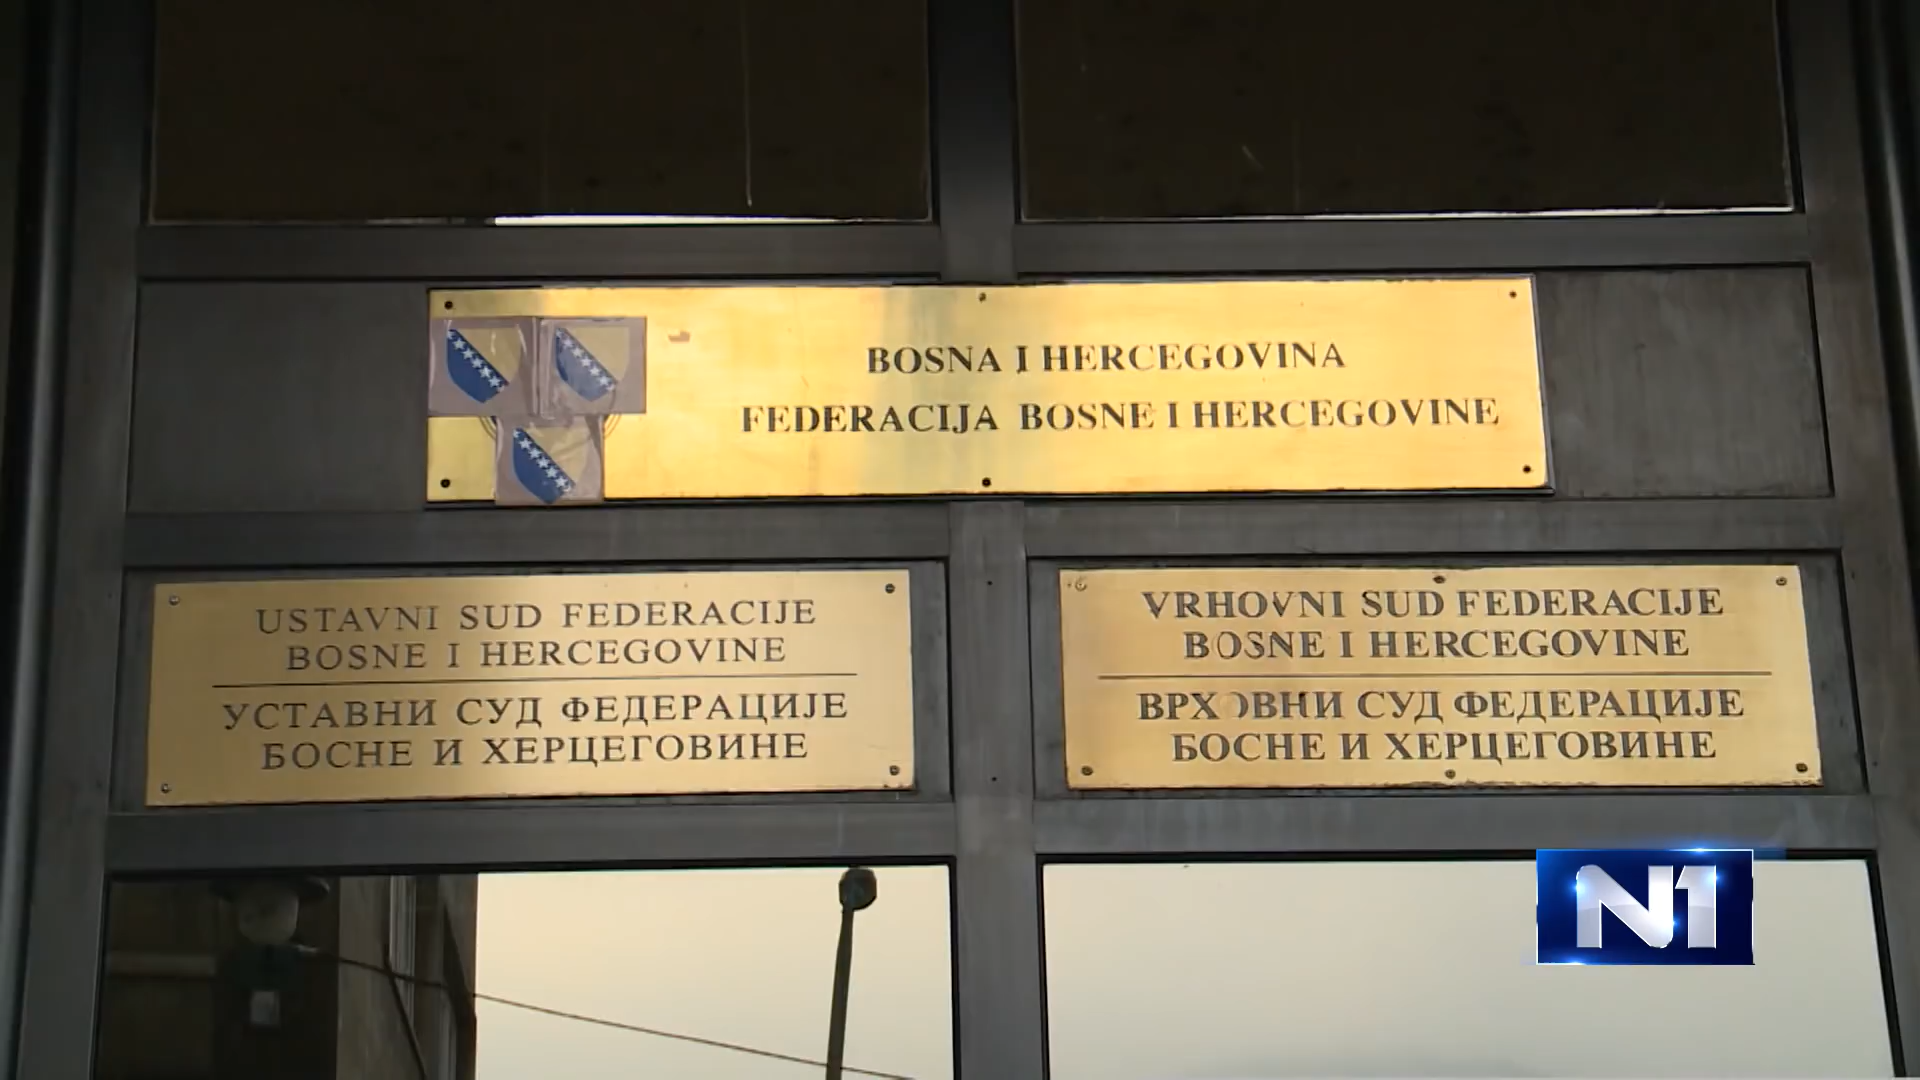 BOSNA I HERCEGOVINA
FEDERACIJA BOSNE I HERCEGOVINE
USTAVNI SUD FEDERACIJE
BOSNE I HERCEGOVINE
УСТАВНИ СУД ФЕДЕРАЦИЈЕ
БОСНЕ И ХЕРЦЕГОВИНЕ
VRHOVNI SUD FEDERACIJE
BOSNE I HERCEGOVINE
ВРХОВНИ СУД ФЕДЕРАЦИЈЕ
БОСНЕ И ХЕРЦЕГОВИНЕ
N1